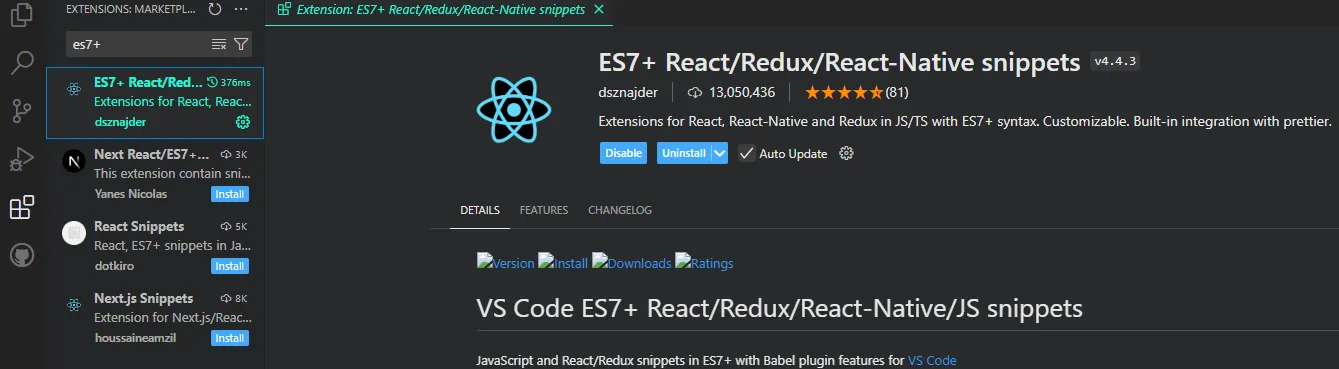 EXTENSIONS: MARKETPL...
es7+
ES7+ React/Red... 376ms
Extensions for React, Reac...
dsznajder
Next React/ES7+... 3K
This extension contain sni...
Yanes Nicolas Install
React Snippets 5K
React, ES7+ snippets in Ja...
dotkiro Install
Next.js Snippets 8K
Extension for Next.js/Reac...
houssaineamzil Install
Extension: ES7+ React/Redux/React-Native snippets
ES7+ React/Redux/React-Native snippets v4.4.3
dsznajder 13,050,436 (81)
Extensions for React, React-Native and Redux in JS/TS with ES7+ syntax. Customizable. Built-in integration with prettier.
Disable Uninstall Auto Update
DETAILS FEATURES CHANGELOG
Version Install Downloads Ratings
VS Code ES7+ React/Redux/React-Native/JS snippets
JavaScript and React/Redux snippets in ES7+ with Babel plugin features for VS Code